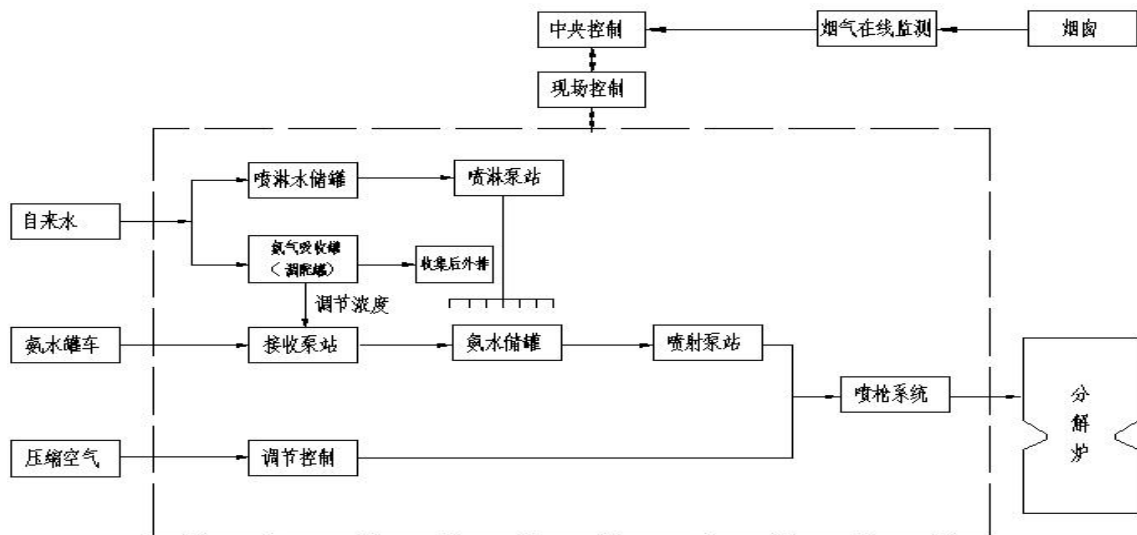 中央控制
烟气在线监测
烟窗
现场控制
喷淋水储罐
喷淋泵站
自来水
氨气吸收罐
（调配罐）
收集后外排
调节浓度
氨水罐车
接收泵站
氨水储罐
喷射泵站
喷枪系统
分解炉
压缩空气
调节控制